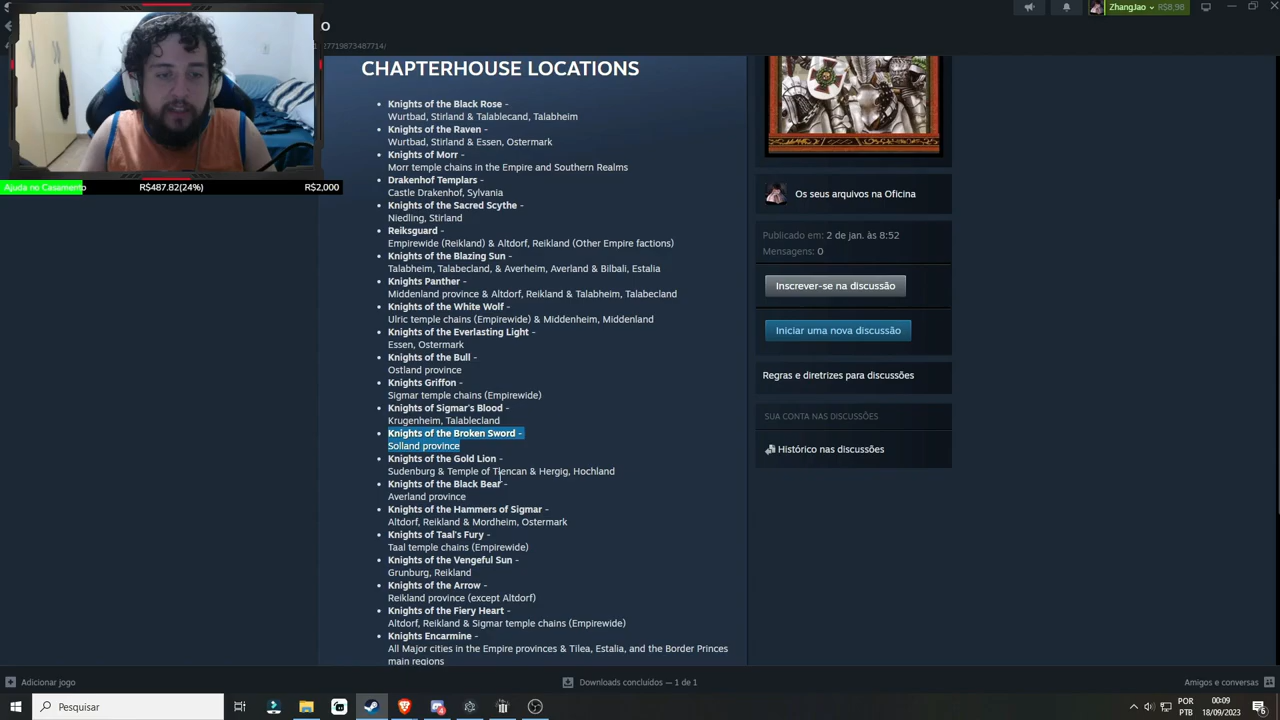 ZhangJao
R$8.98
O
7719873487714/
Ajuda no Casamento
R$487.82(24%)
R$2,000
CHAPTERHOUSE LOCATIONS
Knights of the Black Rose -
Wurtbad, Stirland & Talablecand, Talabheim
Knights of the Raven -
Wurtbad, Stirland & Essen, Ostermark
Knights of Morr -
Morr temple chains in the Empire and Southern Realms
Drakenhof Templars -
Castle Drakenhof, Sylvania
Knights of the Sacred Scythe -
Niedling, Stirland
Reiksguard -
Empirewide (Reikland) & Altdorf, Reikland (Other Empire factions)
Knights of the Blazing Sun -
Talabheim, Talabecland, & Averheim, Averland & Bilbali, Estalia
Knights Panther -
Middenland province & Altdorf, Reikland & Talabheim, Talabecland
Knights of the White Wolf -
Ulric temple chains (Empirewide) & Middenheim, Middenland
Knights of the Everlasting Light -
Essen, Ostermark
Knights of the Bull -
Ostland province
Knights Griffon -
Sigmar temple chains (Empirewide)
Knights of Sigmar's Blood -
Krugenheim, Talablecland
Knights of the Broken Sword -
Solland province
Knights of the Gold Lion -
Sudenburg & Temple of Tlencan & Hergig, Hochland
Knights of the Black Bear -
Averland province
Knights of the Hammers of Sigmar -
Altdorf, Reikland & Mordheim, Ostermark
Knights of Taal's Fury -
Taal temple chains (Empirewide)
Knights of the Vengeful Sun -
Grunburg, Reikland
Knights of the Arrow -
Reikland province (except Altdorf)
Knights of the Fiery Heart -
Altdorf, Reikland & Sigmar temple chains (Empirewide)
Knights Encarmine -
All Major cities in the Empire provinces & Tilea, Estalia, and the Border Princes
main regions
Os seus arquivos na Oficina
Publicado em: 2 de jan. às 8:52
Mensagens: 0
Inscrever-se na discussão
Iniciar uma nova discussão
Regras e diretrizes para discussões
SUA CONTA NAS DISCUSSÕES
Histórico nas discussões
Adicionar jogo
Downloads concluídos — 1 de 1
Amigos e conversas
Pesquisar
POR
PTB
00:09
18/09/2023